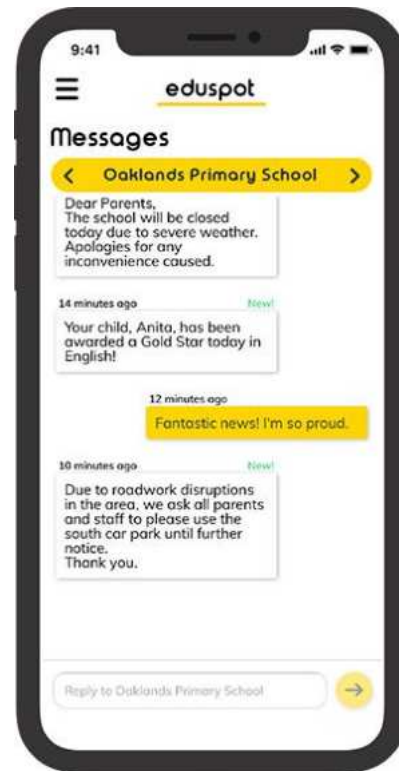 9:41
eduspot
Messages
Oaklands Primary School
Dear Parents,
The school will be closed
today due to severe weather.
Apologies for any
inconvenience caused.
14 minutes ago New!
Your child, Anita, has been
awarded a Gold Star today in
English!
12 minutes ago
Fantastic news! I'm so proud.
10 minutes ago New!
Due to roadwork disruptions
in the area, we ask all parents
and staff to please use the
south car park until further
notice.
Thank you.
Reply to Oaklands Primary School